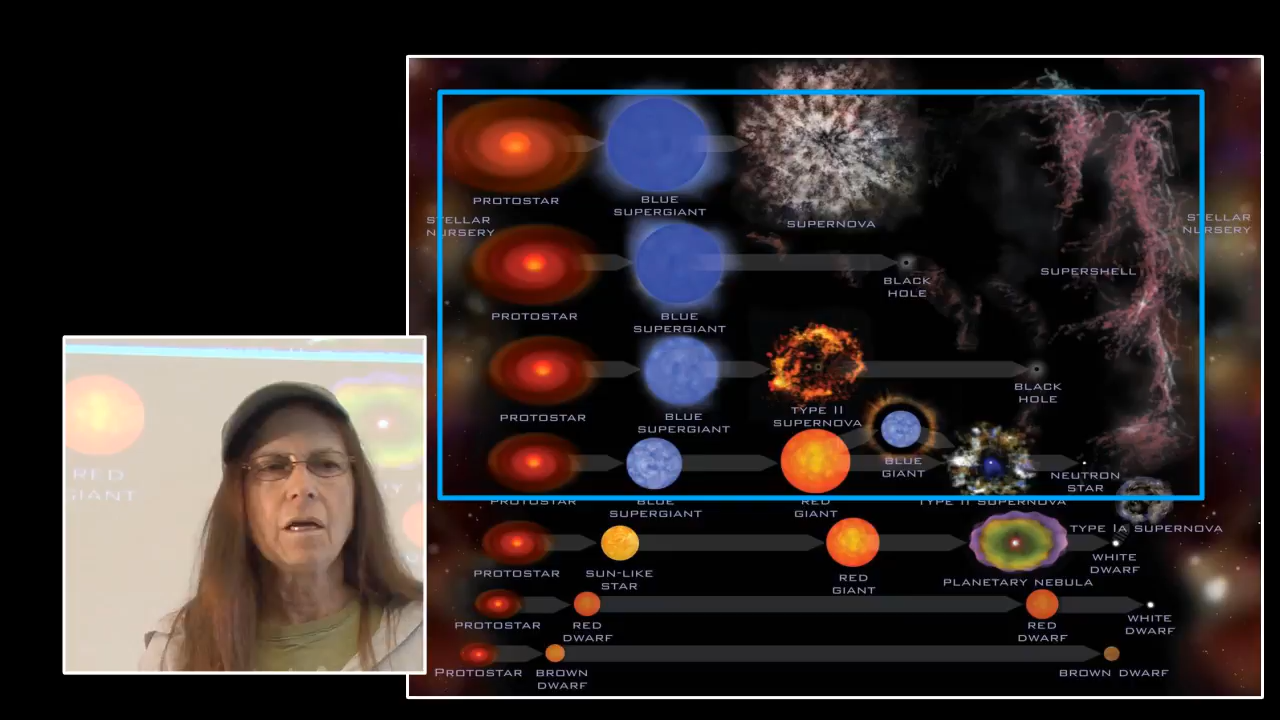 PROTOSTAR
BLUE
SUPERGIANT
SUPERNOVA
STELLAR
NURSERY
STELLAR
NURSERY
PROTOSTAR
BLUE
SUPERGIANT
BLACK
HOLE
SUPERSHELL
PROTOSTAR
BLUE
SUPERGIANT
TYPE II
SUPERNOVA
BLACK
HOLE
PROTOSTAR
BLUE
SUPERGIANT
RED
GIANT
BLUE
GIANT
TYPE II SUPERNOVA
NEUTRON
STAR
TYPE IA SUPERNOVA
PROTOSTAR
SUN-LIKE
STAR
RED
GIANT
PLANETARY NEBULA
WHITE
DWARF
PROTOSTAR
RED
DWARF
RED
DWARF
WHITE
DWARF
PROTOSTAR
BROWN
DWARF
BROWN DWARF
RED
GIANT